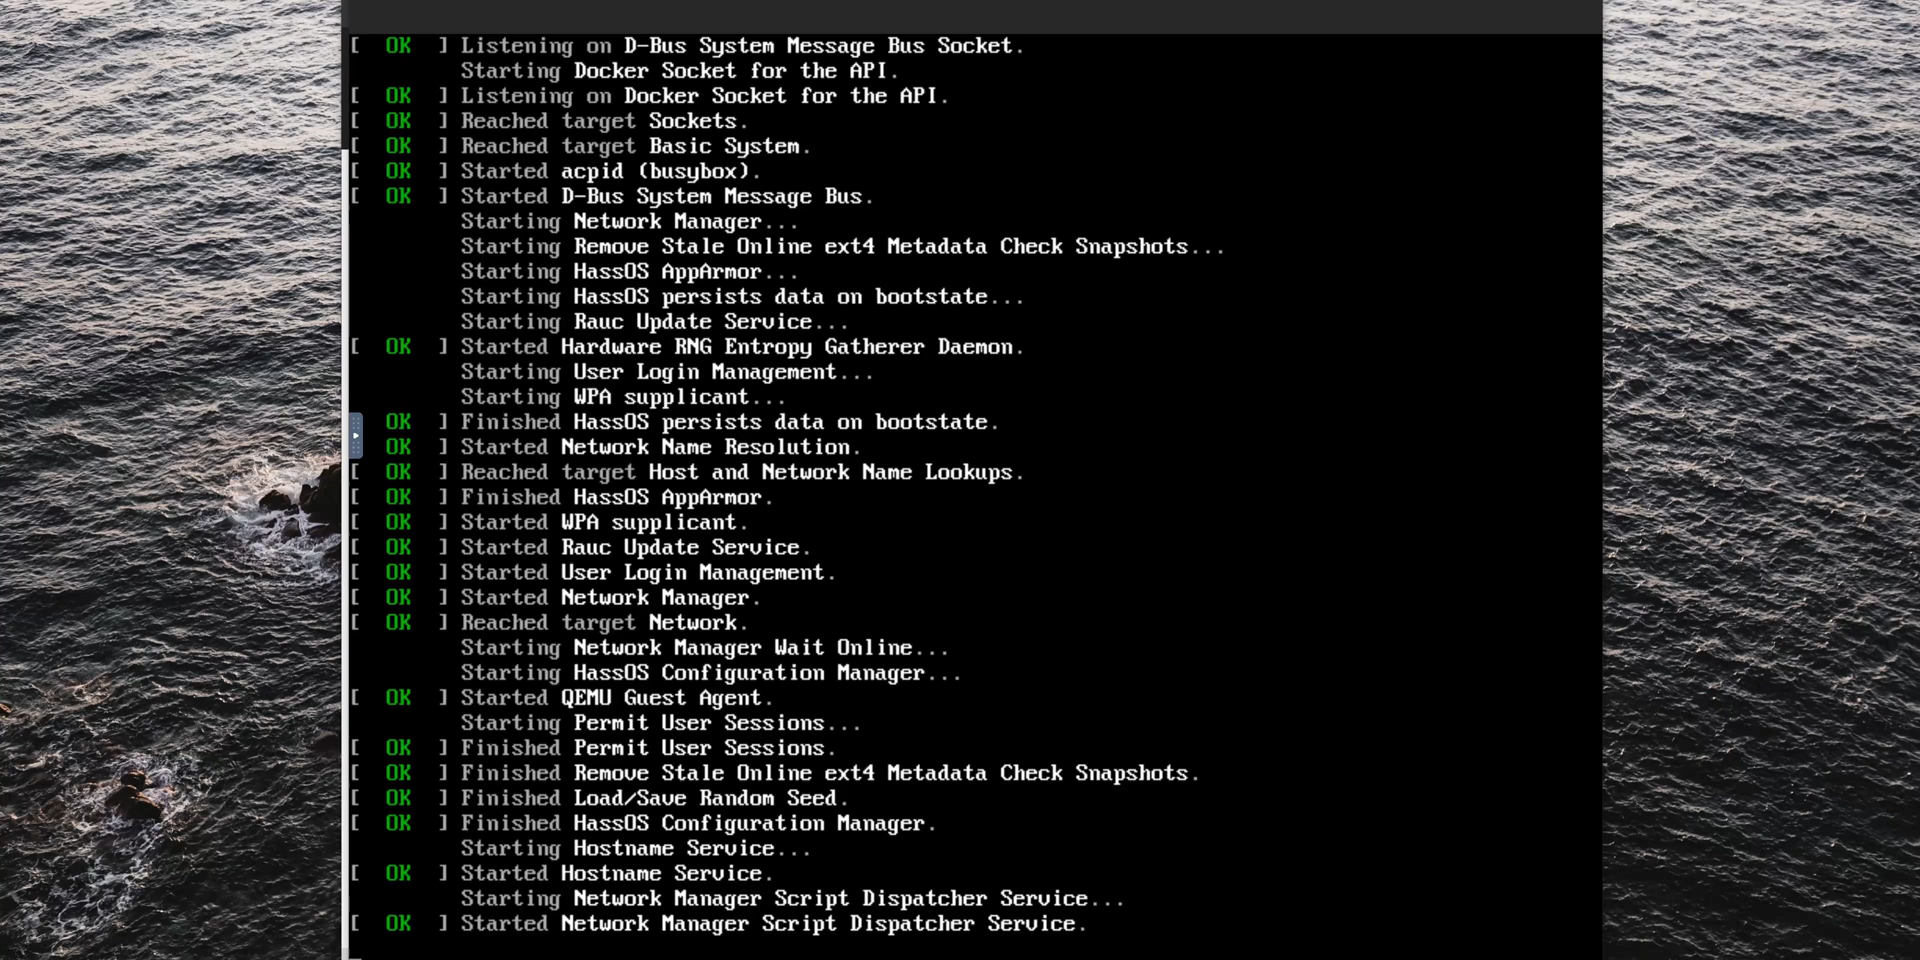 [  OK  ] Listening on D-Bus System Message Bus Socket.
Starting Docker Socket for the API.
[  OK  ] Listening on Docker Socket for the API.
[  OK  ] Reached target Sockets.
[  OK  ] Reached target Basic System.
[  OK  ] Started acpid (busybox).
[  OK  ] Started D-Bus System Message Bus.
Starting Network Manager...
Starting Remove Stale Online ext4 Metadata Check Snapshots...
Starting HassOS AppArmor...
Starting HassOS persists data on bootstate...
Starting Rauc Update Service...
[  OK  ] Started Hardware RNG Entropy Gatherer Daemon.
Starting User Login Management...
Starting WPA supplicant...
OK  ] Finished HassOS persists data on bootstate.
OK  ] Started Network Name Resolution.
[  OK  ] Reached target Host and Network Name Lookups.
[  OK  ] Finished HassOS AppArmor.
[  OK  ] Started WPA supplicant.
[  OK  ] Started Rauc Update Service.
[  OK  ] Started User Login Management.
[  OK  ] Started Network Manager.
[  OK  ] Reached target Network.
Starting Network Manager Wait Online...
Starting HassOS Configuration Manager...
[  OK  ] Started QEMU Guest Agent.
Starting Permit User Sessions...
[  OK  ] Finished Permit User Sessions.
[  OK  ] Finished Remove Stale Online ext4 Metadata Check Snapshots.
[  OK  ] Finished Load/Save Random Seed.
[  OK  ] Finished HassOS Configuration Manager.
Starting Hostname Service...
[  OK  ] Started Hostname Service.
Starting Network Manager Script Dispatcher Service...
[  OK  ] Started Network Manager Script Dispatcher Service.